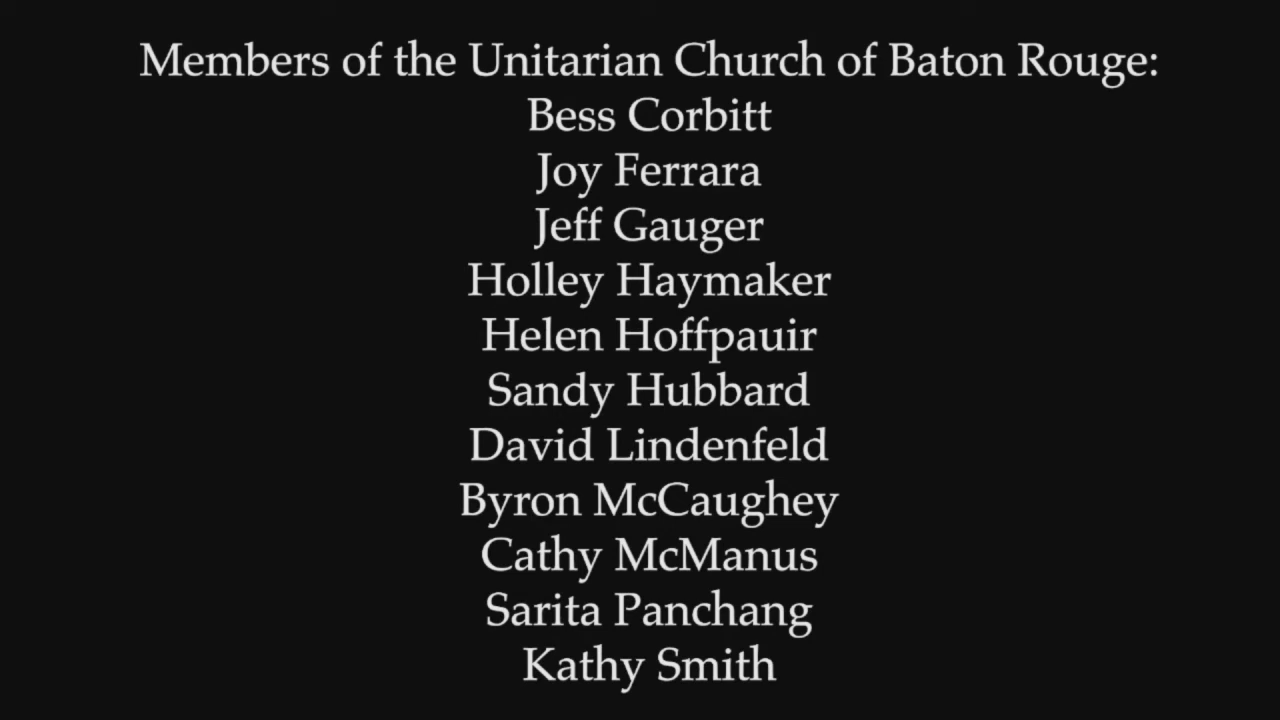 Members of the Unitarian Church of Baton Rouge:
Bess Corbitt
Joy Ferrara
Jeff Gauger
Holley Haymaker
Helen Hoffpauir
Sandy Hubbard
David Lindenfeld
Byron McCaughey
Cathy McManus
Sarita Panchang
Kathy Smith